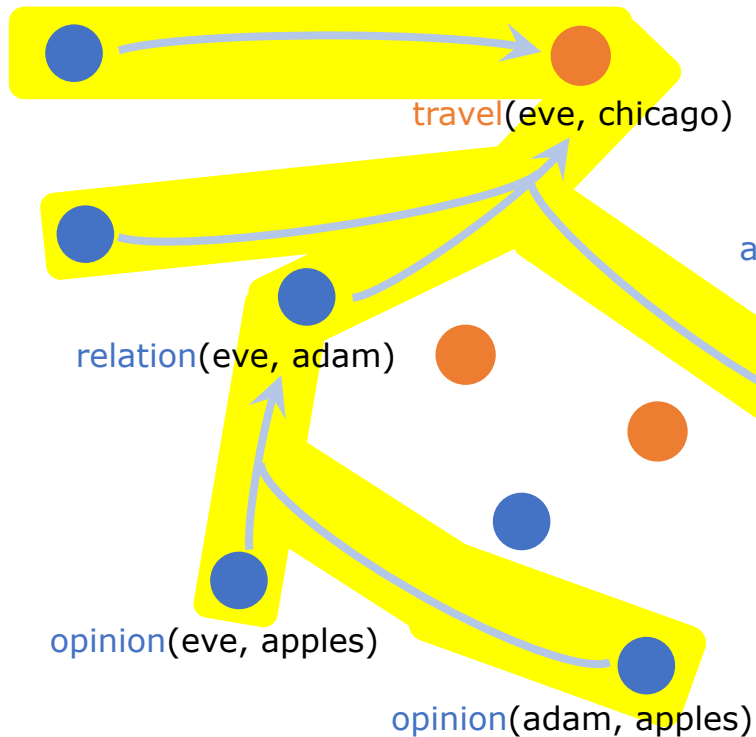 travel(eve, chicago)
a
relation(eve, adam)
opinion(eve, apples)
opinion(adam, apples)